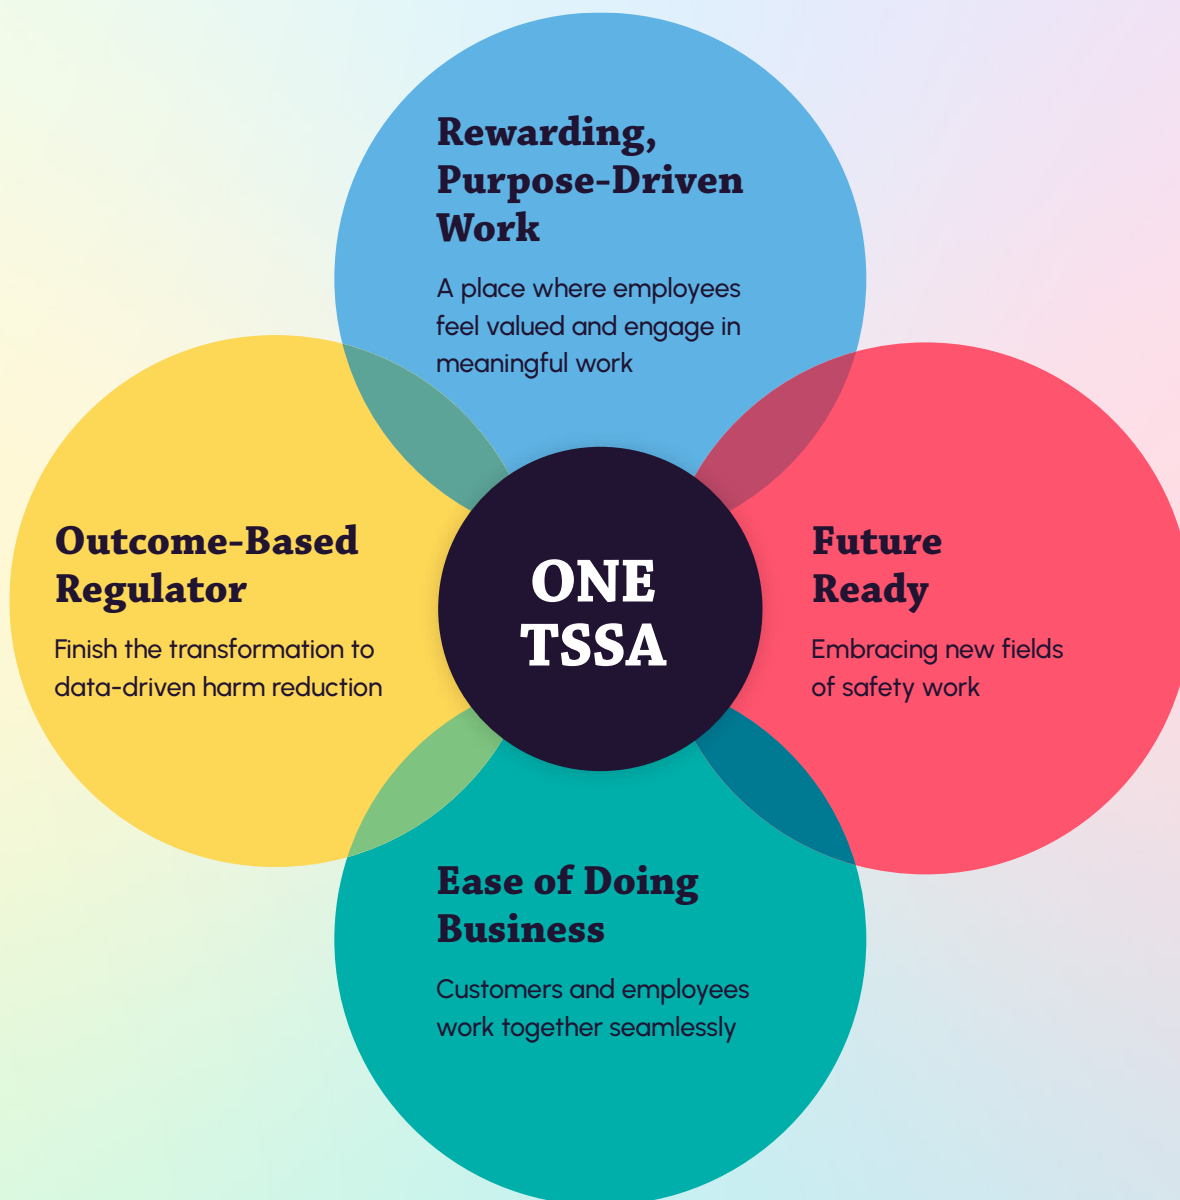 Rewarding,
Purpose-Driven
Work
A place where employees
feel valued and engage in
meaningful work
Outcome-Based
Regulator
Finish the transformation to
data-driven harm reduction
ONE
TSSA
Future
Ready
Embracing new fields
of safety work
Ease of Doing
Business
Customers and employees
work together seamlessly